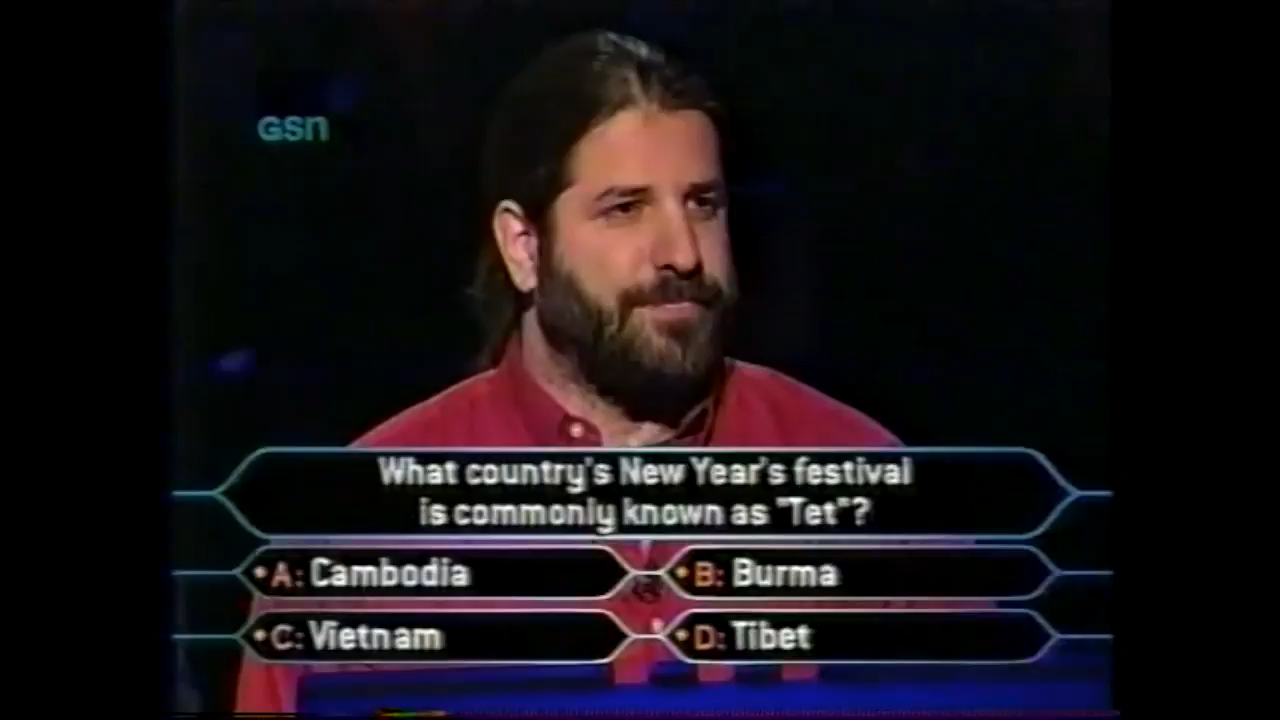 GSN
What country's New Year's festival
is commonly known as "Tet"?
A: Cambodia
B: Burma
C: Vietnam
D: Tibet